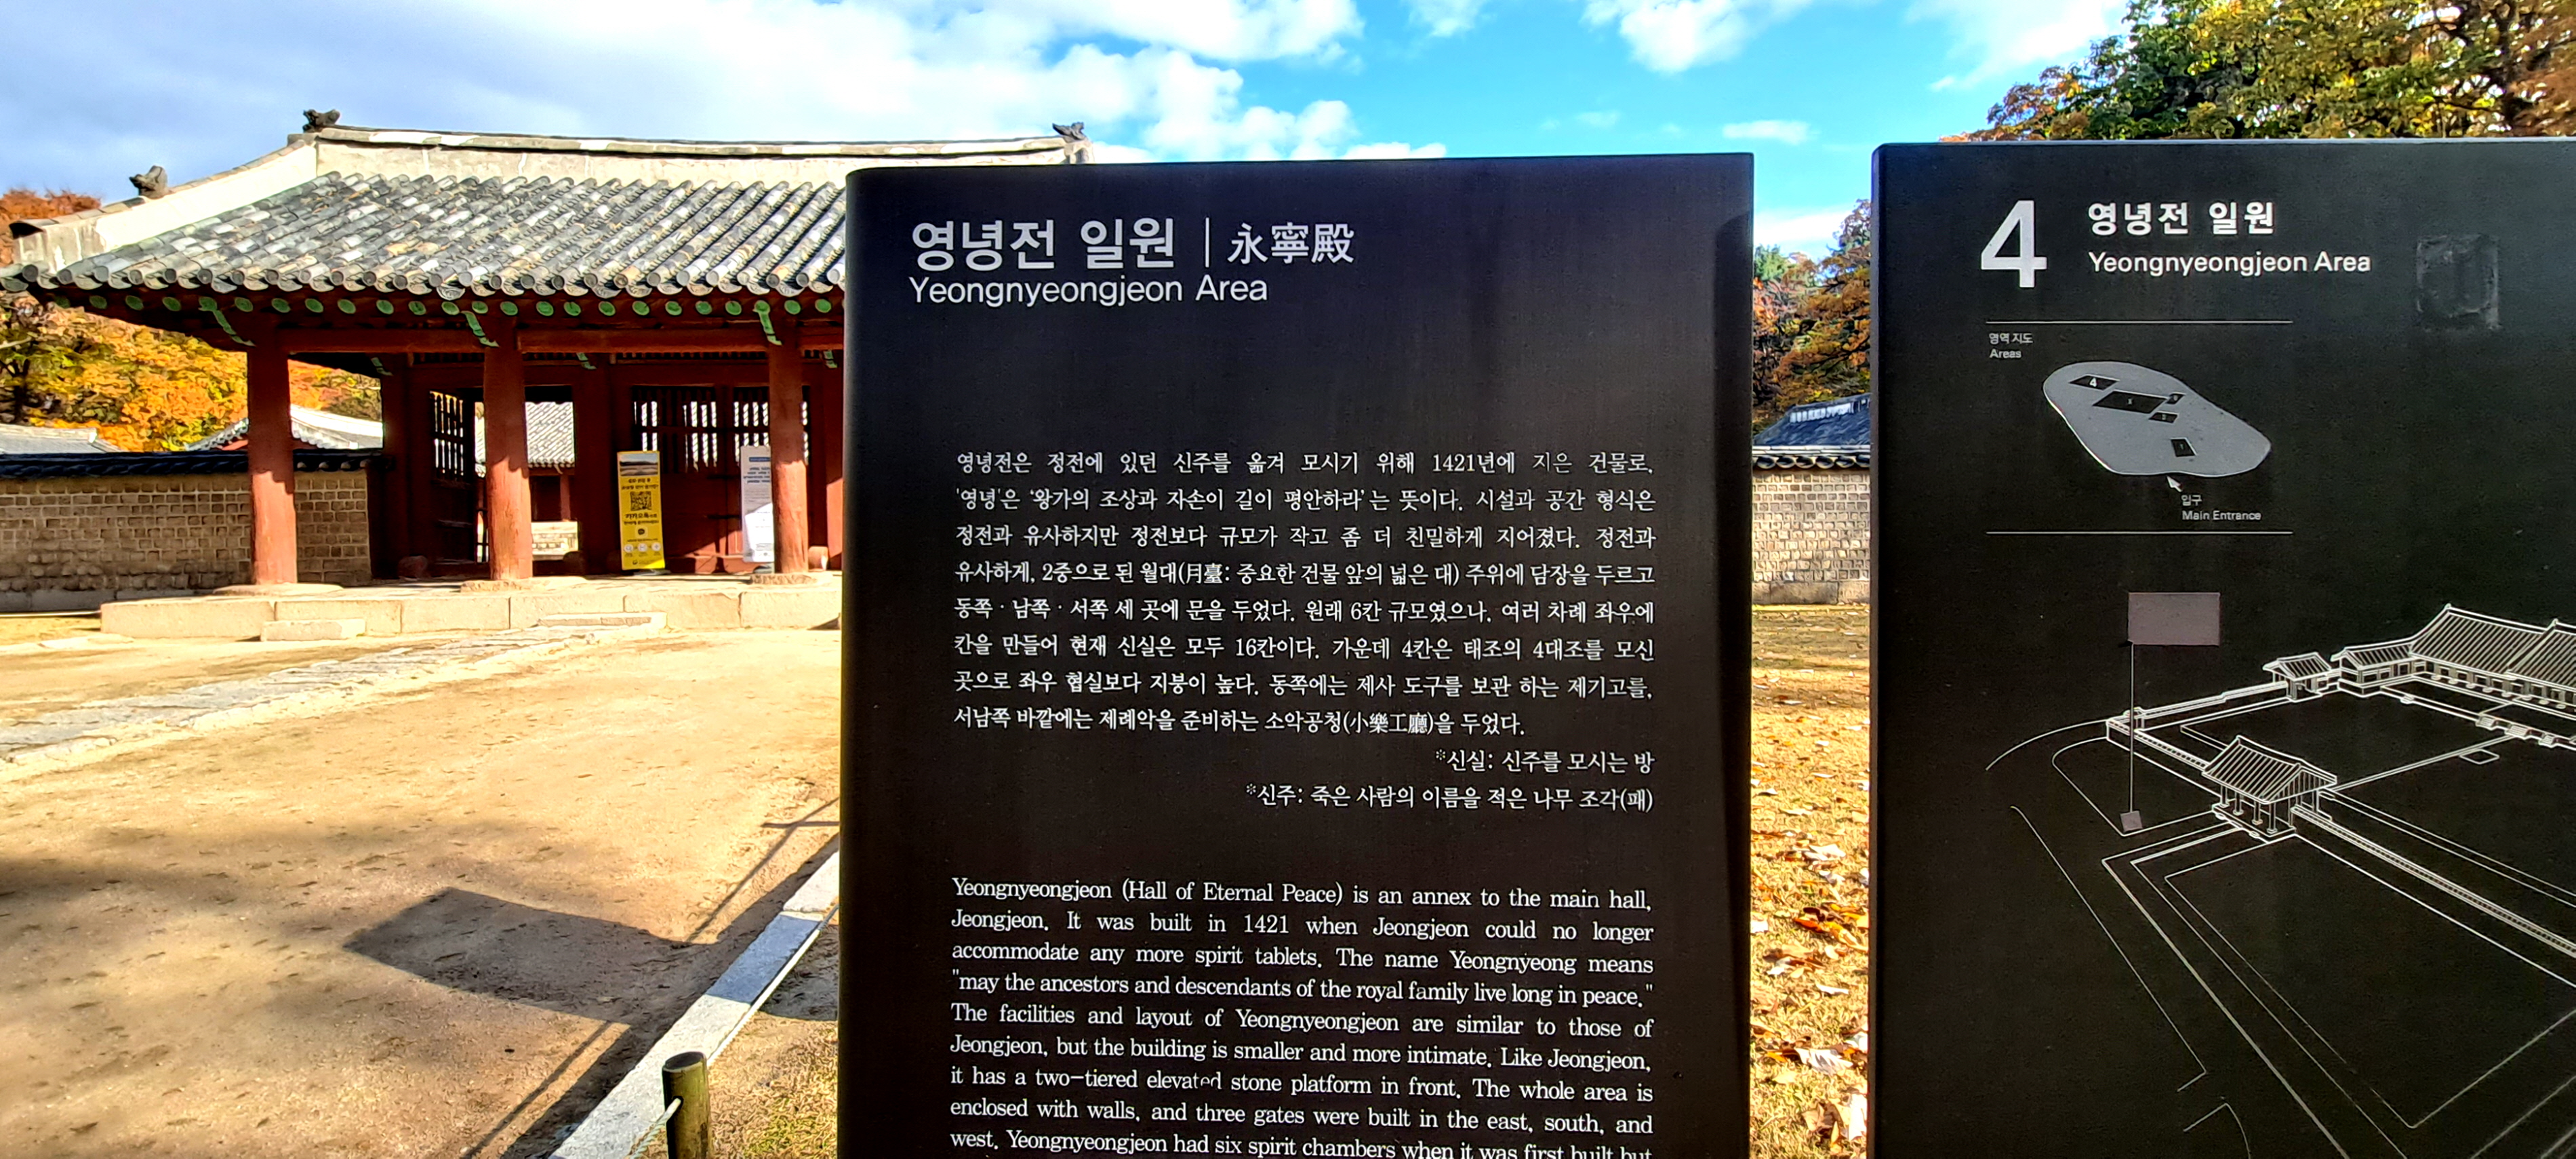 영녕전 일원 | 永寧殿
Yeongnyeongjeon Area
영녕전은 정전에 있던 신주를 옮겨 모시기 위해 1421년에 지은 건물로,
'영녕'은 '왕가의 조상과 자손이 길이 평안하라'는 뜻이다. 시설과 공간 형식은
정전과 유사하지만 정전보다 규모가 작고 좀 더 친밀하게 지어졌다. 정전과
유사하게, 2중으로 된 월대(月臺: 중요한 건물 앞의 넓은 대) 주위에 담장을 두르고
동쪽·남쪽·서쪽 세 곳에 문을 두었다. 원래 6칸 규모였으나, 여러 차례 좌우에
칸을 만들어 현재 신실은 모두 16칸이다. 가운데 4칸은 태조의 4대조를 모신
곳으로 좌우 협실보다 지붕이 높다. 동쪽에는 제사 도구를 보관 하는 제기고를,
서남쪽 바깥에는 제례악을 준비하는 소악공청(小樂工廳)을 두었다.
*신실: 신주를 모시는 방
*신주: 죽은 사람의 이름을 적은 나무 조각(패)
Yeongnyeongjeon (Hall of Eternal Peace) is an annex to the main hall,
Jeongjeon. It was built in 1421 when Jeongjeon could no longer
accommodate any more spirit tablets. The name Yeongnyeong means
"may the ancestors and descendants of the royal family live long in peace."
The facilities and layout of Yeongnyeongjeon are similar to those of
Jeongjeon, but the building is smaller and more intimate. Like Jeongjeon,
it has a two-tiered elevated stone platform in front. The whole area is
enclosed with walls, and three gates were built in the east, south, and
west. Yeongnyeongjeon had six spirit chambers when it was first built but
4
영녕전 일원
Yeongnyeongjeon Area
영역 지도
Areas
4
입구
Main Entrance